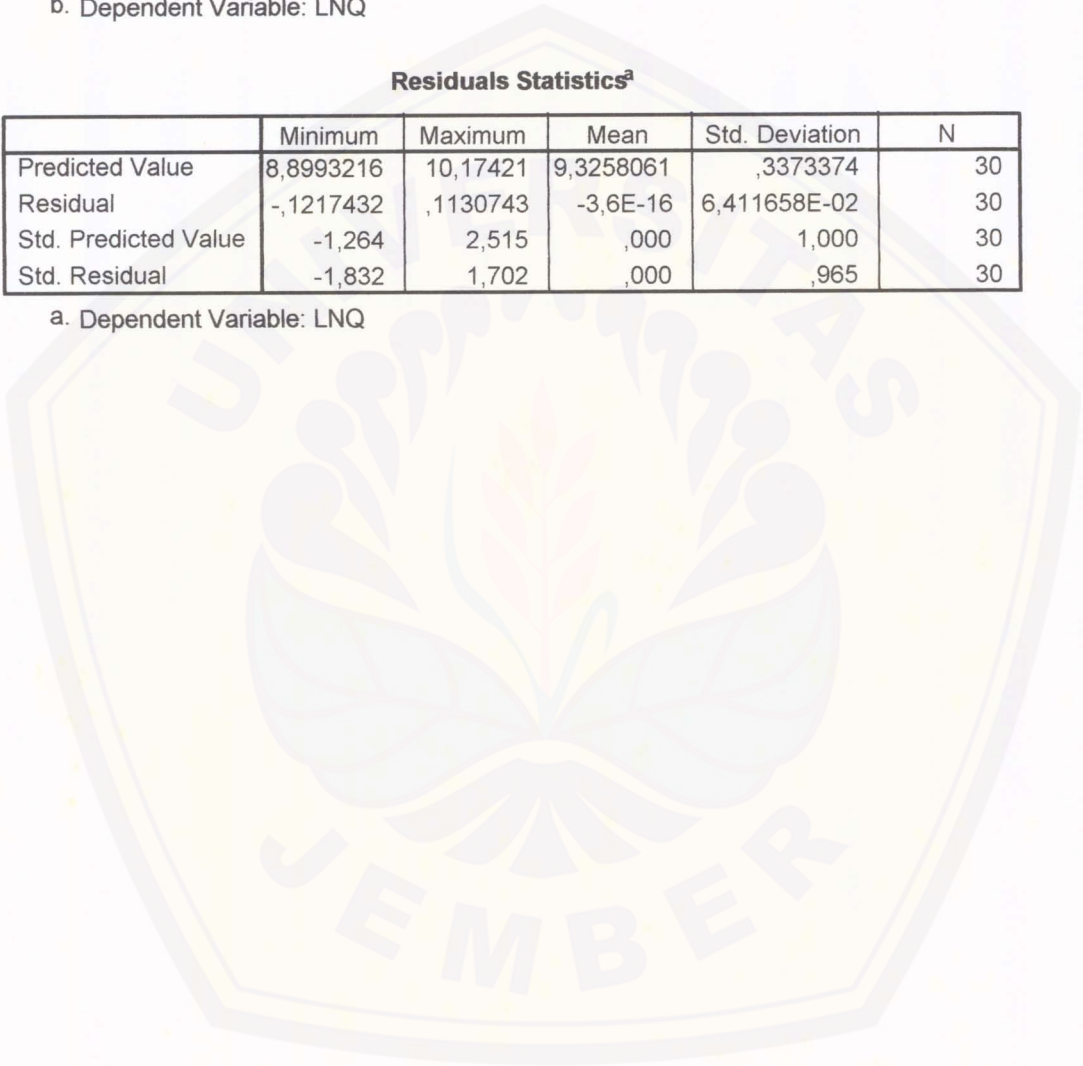 b. Dependent Variable: LNQ
Residuals Statisticsᵃ
Minimum Maximum Mean Std. Deviation N
Predicted Value 8,8993216 10,17421 9,3258061 ,3373374 30
Residual -,1217432 ,1130743 -3,6E-16 6,411658E-02 30
Std. Predicted Value -1,264 2,515 ,000 1,000 30
Std. Residual -1,832 1,702 ,000 ,965 30
a. Dependent Variable: LNQ
UNIVERSITAS
JEMBER